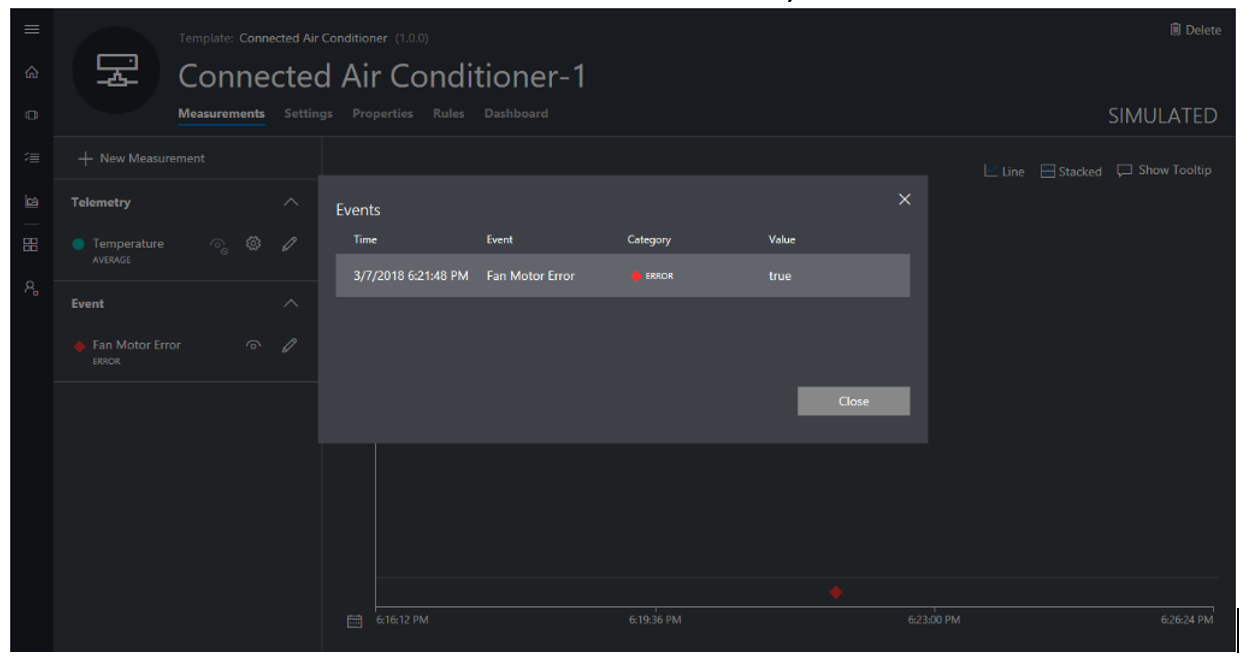 Template: Connected Air Conditioner (1.0.0)
Delete
Connected Air Conditioner-1
Measurements Settings Properties Rules Dashboard
SIMULATED
New Measurement
Line Stacked Show Tooltip
Telemetry
Temperature
AVERAGE
Event
Fan Motor Error
ERROR
Events
Time Event Category Value
3/7/2018 6:21:48 PM Fan Motor Error ERROR true
Close
6:16:12 PM 6:19:36 PM 6:23:00 PM 6:26:24 PM